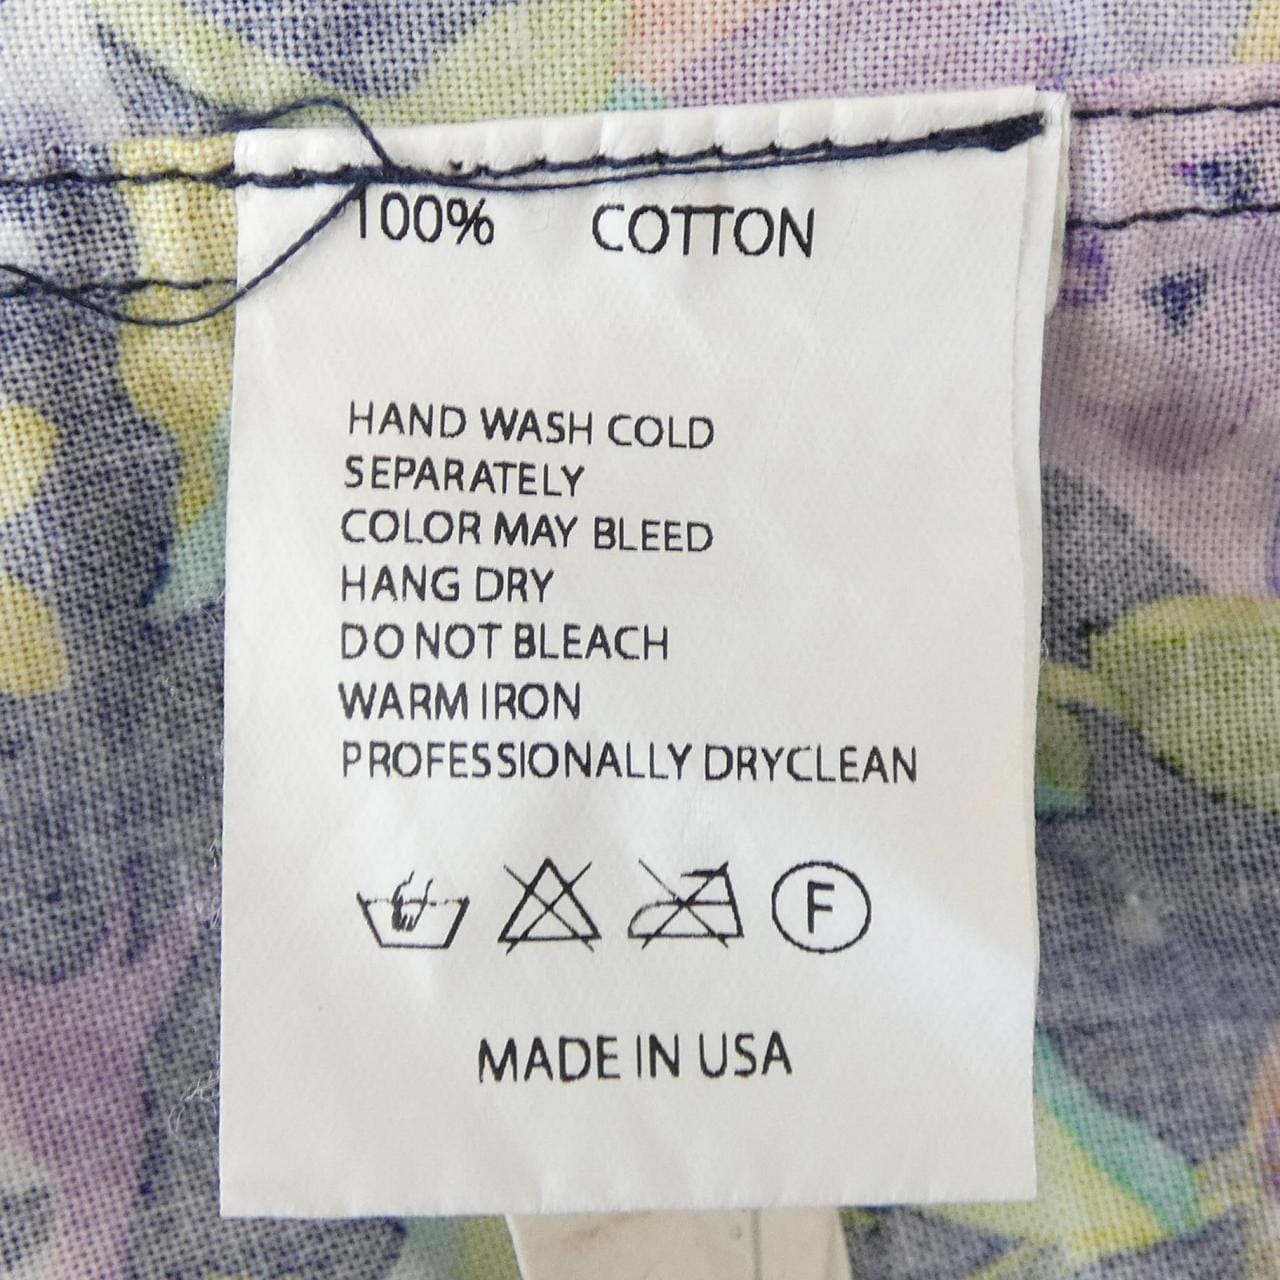 100% COTTON
HAND WASH COLD
SEPARATELY
COLOR MAY BLEED
HANG DRY
DO NOT BLEACH
WARM IRON
PROFESSIONALLY DRYCLEAN
F
MADE IN USA